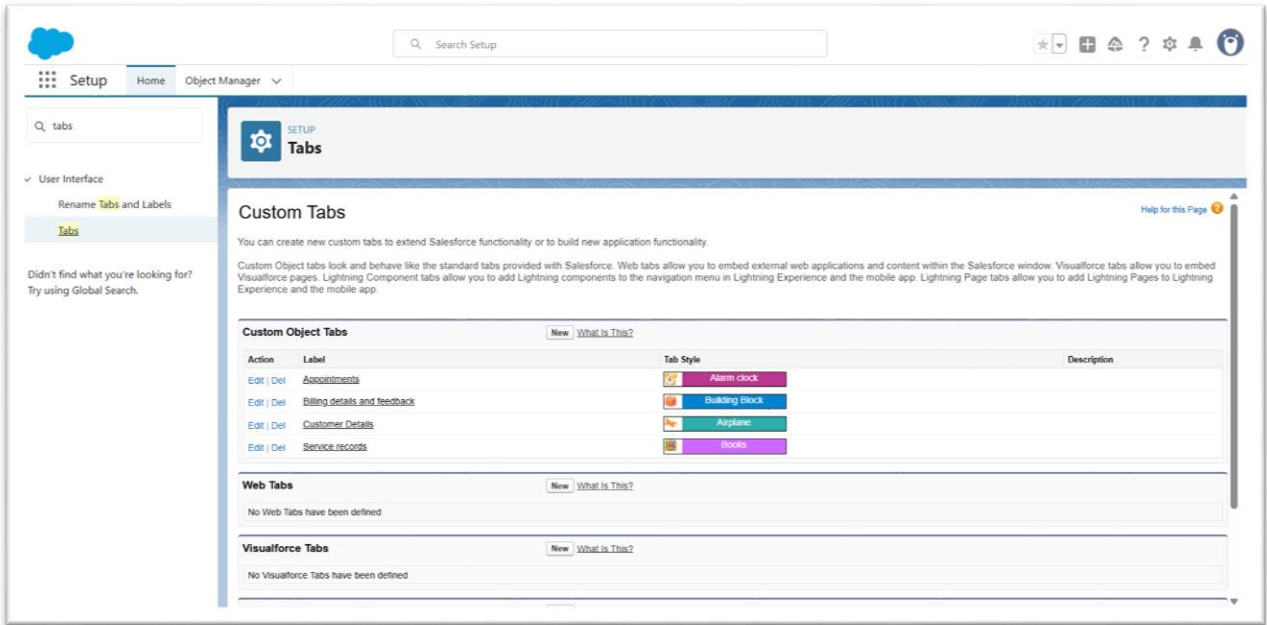 Search Setup
Setup
Home
Object Manager
tabs
SETUP
Tabs
User Interface
Rename Tabs and Labels
Tabs
Didn't find what you're looking for?
Try using Global Search.
Custom Tabs
Help for this Page
You can create new custom tabs to extend Salesforce functionality or to build new application functionality.
Custom Object tabs look and behave like the standard tabs provided with Salesforce. Web tabs allow you to embed external web applications and content within the Salesforce window. Visualforce tabs allow you to embed
Visualforce pages. Lightning Component tabs allow you to add Lightning components to the navigation menu in Lightning Experience and the mobile app. Lightning Page tabs allow you to add Lightning Pages to Lightning
Experience and the mobile app.
Custom Object Tabs New What Is This?
Action Label Tab Style Description
Edit | Del Appointments Alarm clock
Edit | Del Billing details and feedback Building Block
Edit | Del Customer Details Airplane
Edit | Del Service records Books
Web Tabs New What Is This?
No Web Tabs have been defined
Visualforce Tabs New What Is This?
No Visualforce Tabs have been defined